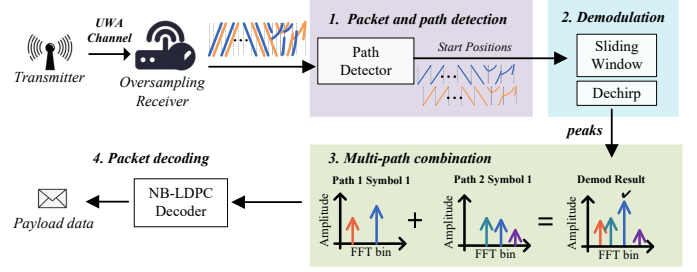 UWA
Channel
Transmitter
Oversampling
Receiver
1. Packet and path detection
Path
Detector
Start Positions
2. Demodulation
Sliding
Window
Dechirp
peaks
3. Multi-path combination
Path 1 Symbol 1
Amplitude
FFT bin
+
Path 2 Symbol 1
Amplitude
FFT bin
=
Demod Result
Amplitude
FFT bin
4. Packet decoding
NB-LDPC
Decoder
Payload data